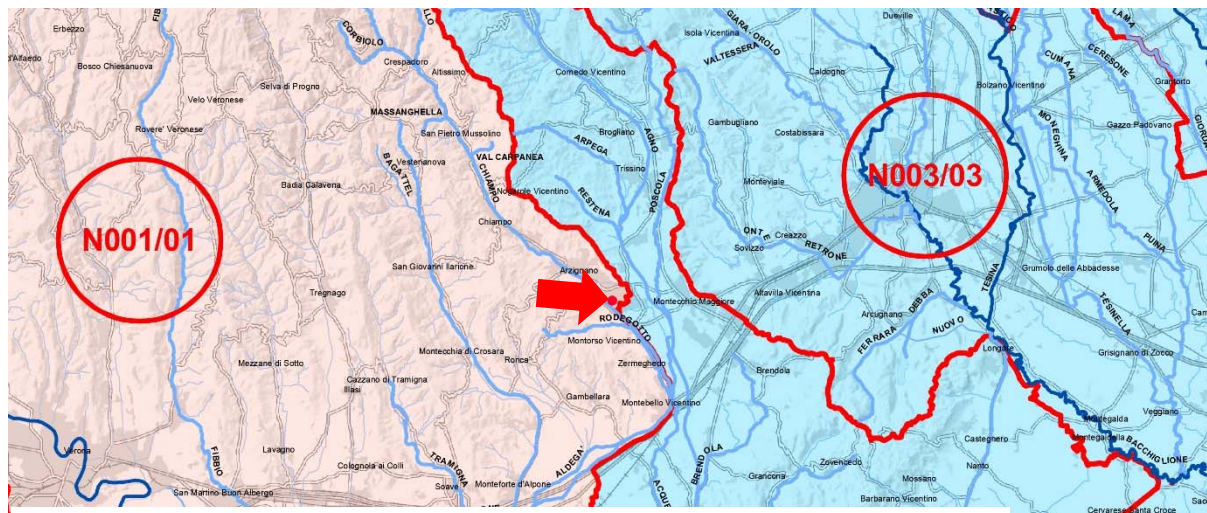 Erbezzo
FIBB
CORBIOLO
GIARA-OROLO
Dueville
LAMA
d'Alfaedo
Bosco Chiesanuova
Crespadoro
Altissimo
Isola Vicentina
VALTESSERA
CUMANA
CERESONE
Grantorto
Velo Veronese
Selva di Progno
Cornedo Vicentino
Caldogno
Bolzano Vicentino
MASSANGHELLA
Rovere' Veronese
San Pietro Mussolino
Brogliano
AGNO
Gambugliano
Costabissara
MONEGHINA
Gazzo Padovano
GIORDA
VAL CARPANEA
ARPEGA
Vestenanova
BAGATTEL
CHIAMPO
Trissino
Monteviale
N003/03
Badia Calavena
Nogarole Vicentino
RESTENA
POSCOLA
ARMEDOLA
N001/01
Chiampo
ONTE
Creazzo
RETRONE
Sovizzo
PUINA
San Giovanni Ilarione
Arzignano
Grumolo delle Abbadesse
Tregnago
Montecchio Maggiore
Altavilla Vicentina
TESINA
TESINELLA
Cam
RODEGOTTO
Arcugnano
DEBBA
FERRARA
NUOVO
Montorso Vicentino
Longare
Grisignano di Zocco
Montecchia di Crosara
Ronca'
Zermeghedo
Mezzane di Sotto
Brendola
Cazzano di Tramigna
Illasi
Gambellara
Montebello Vicentino
Veggiano
Montegalda
Montegaldella
BACCHIGLIONE
Castegnero
Verona
Lavagno
FIBBIO
Colognola ai Colli
TRAMIGNA
ALDEGA'
BRENDOLA
Zovencedo
Nanto
Grancona
Mossano
San Martino Buon Albergo
Soave
Monteforte d'Alpone
Barbarano Vicentino
Cervarese Santa Croce